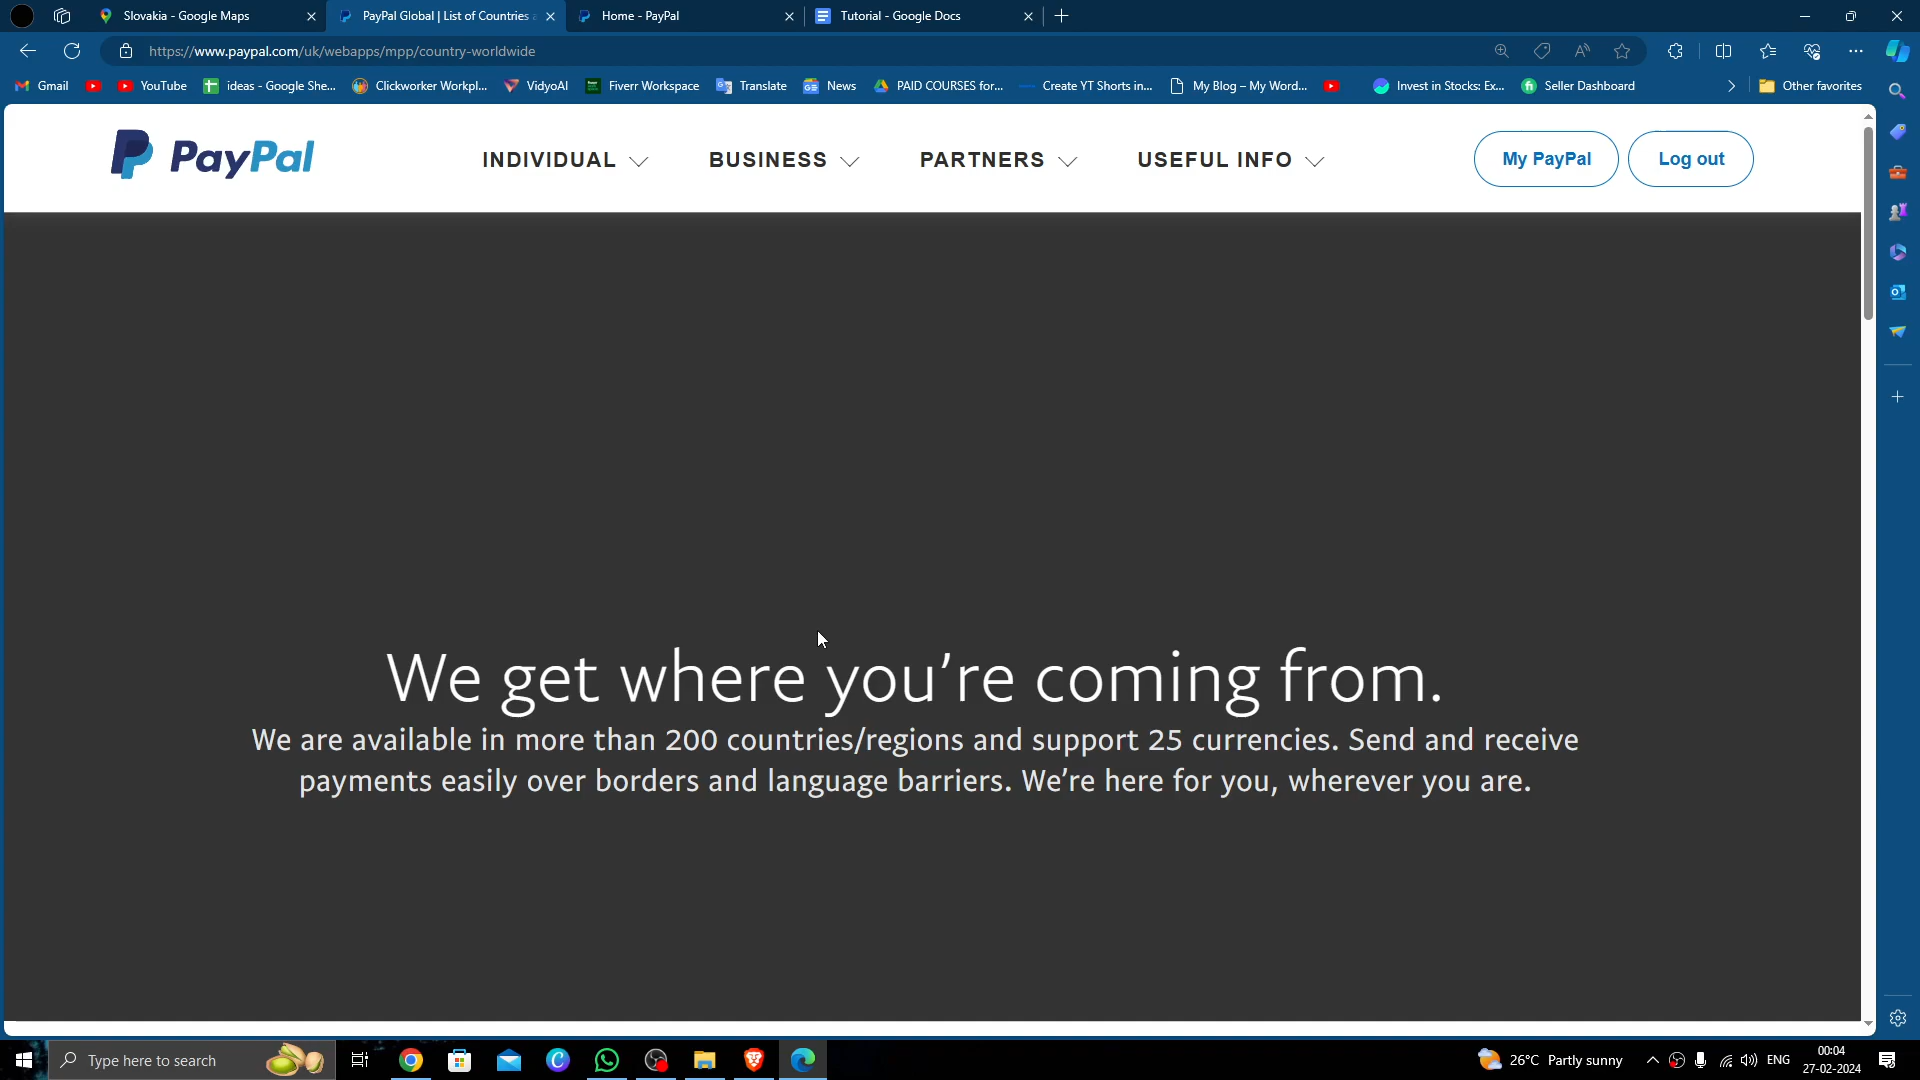 Slovakia - Google Maps
PayPal Global | List of Countries a
Home - PayPal
Tutorial - Google Docs
https://www.paypal.com/uk/webapps/mpp/country-worldwide
Gmail
YouTube
ideas - Google She...
Clickworker Workpl...
VidyoAI
Fiverr Workspace
Translate
News
PAID COURSES for...
Create YT Shorts in...
My Blog – My Word...
Invest in Stocks: Ex...
Seller Dashboard
Other favorites
PayPal
INDIVIDUAL
BUSINESS
PARTNERS
USEFUL INFO
My PayPal
Log out
We get where you're coming from.
We are available in more than 200 countries/regions and support 25 currencies. Send and receive
payments easily over borders and language barriers. We're here for you, wherever you are.
Type here to search
26°C Partly sunny
ENG
00:04
27-02-2024